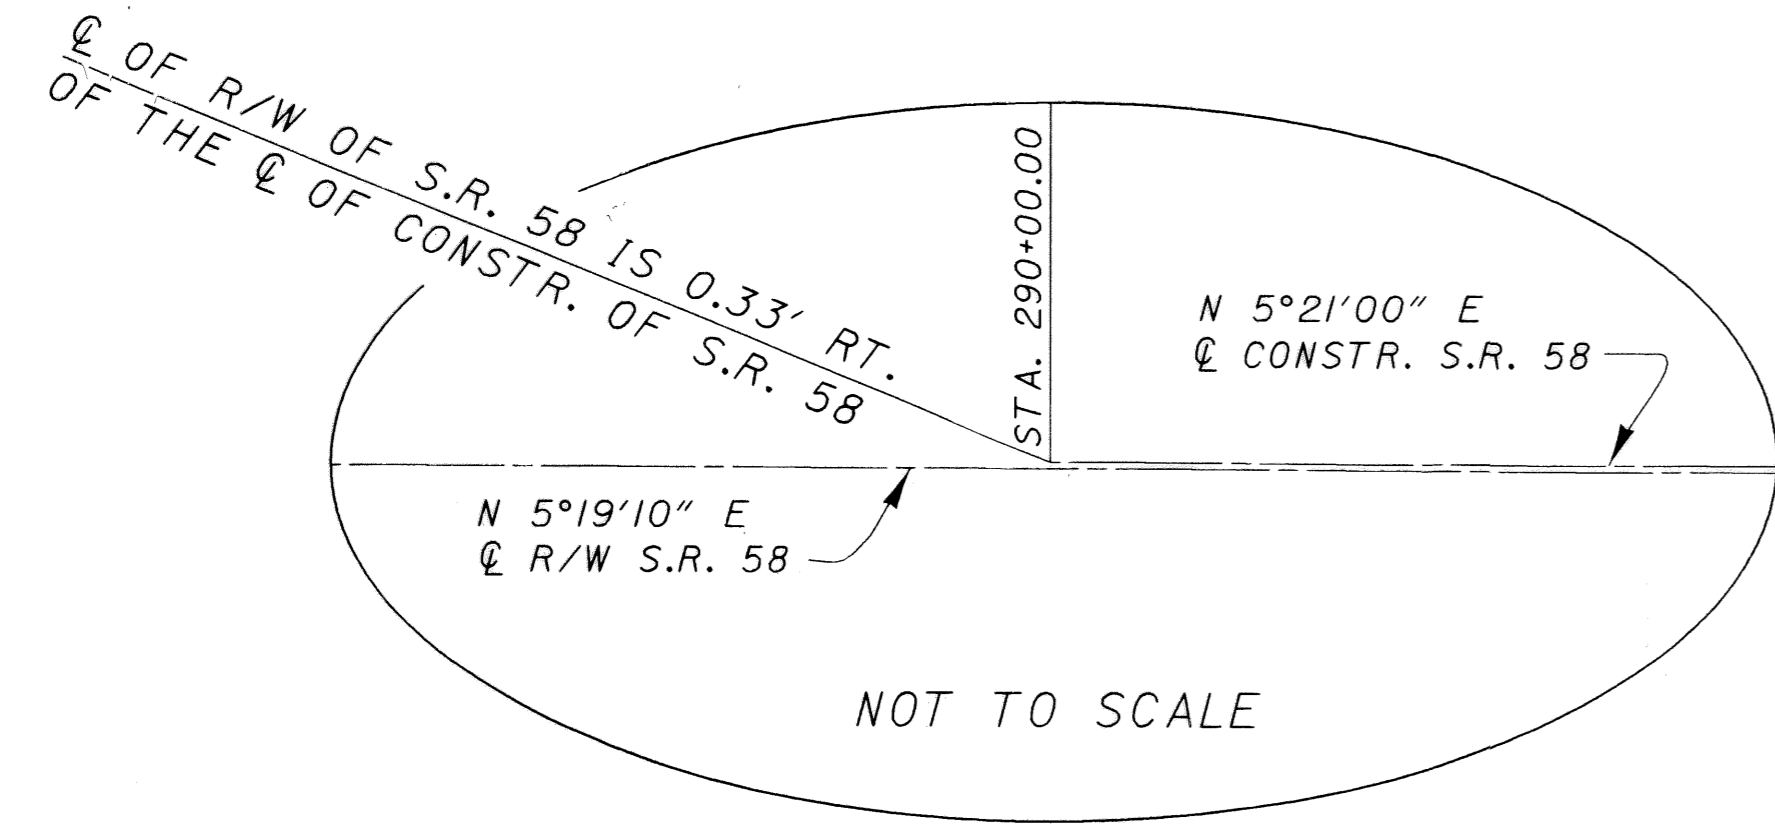 ℄ OF R/W OF S.R. 58 IS 0.33' RT.
OF THE ℄ OF CONSTR. OF S.R. 58
STA. 290+00.00
N 5°21'00" E
℄ CONSTR. S.R. 58
N 5°19'10" E
℄ R/W S.R. 58
NOT TO SCALE